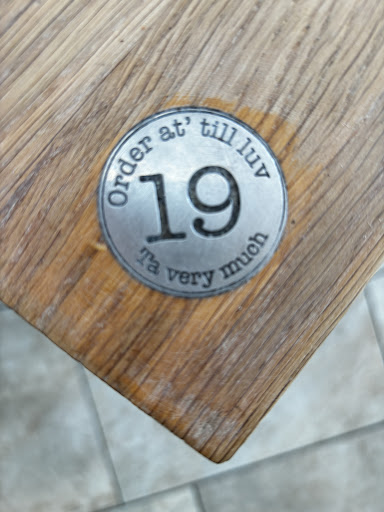 Order at' till luv
19
Ta very much